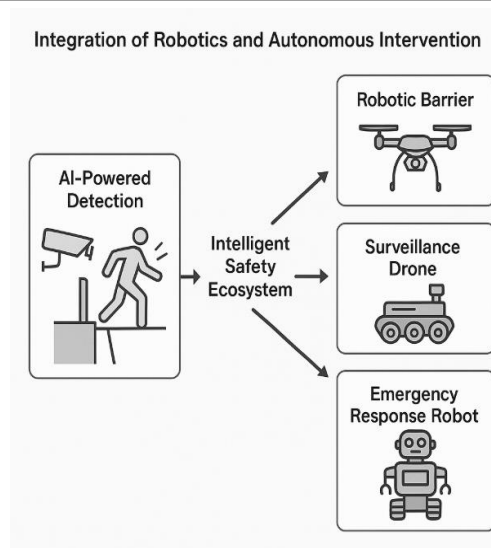 Integration of Robotics and Autonomous Intervention
AI-Powered
Detection
Intelligent
Safety
Ecosystem
Robotic Barrier
Surveillance
Drone
Emergency
Response Robot